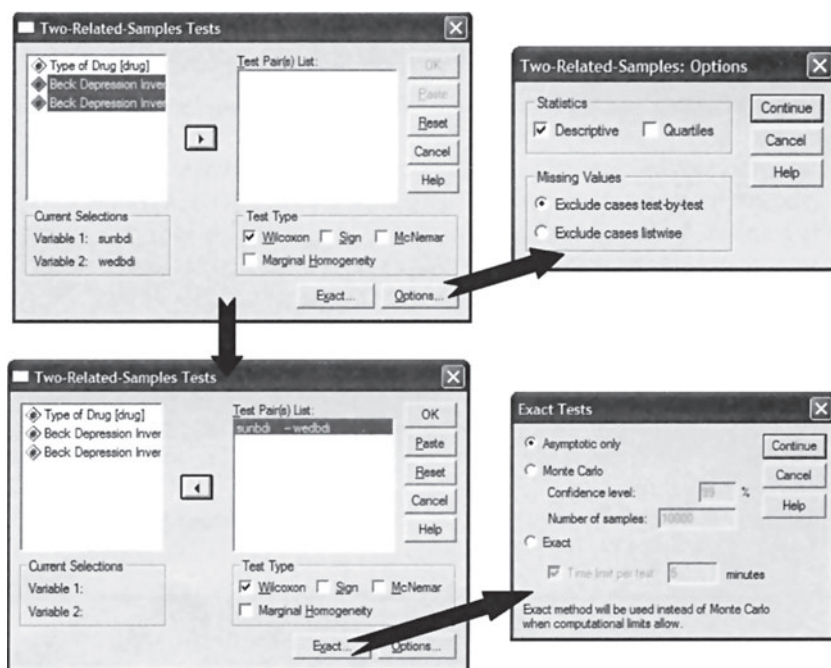 Two-Related-Samples Tests
Type of Drug [drug]
Beck Depression Inver
Beck Depression Inver
Test Pair(s) List:
OK
Paste
Reset
Cancel
Help
Current Selections
Variable 1: sunbdi
Variable 2: wedbdi
Test Type
Wilcoxon Sign McNemar
Marginal Homogeneity
Exact... Options...
Two-Related-Samples: Options
Statistics
Descriptive Quartiles
Missing Values
Exclude cases test-by-test
Exclude cases listwise
Continue
Cancel
Help
Two-Related-Samples Tests
Type of Drug [drug]
Beck Depression Inver
Beck Depression Inver
Test Pair(s) List:
sunbdi – wedbdi
OK
Paste
Reset
Cancel
Help
Current Selections
Variable 1:
Variable 2:
Test Type
Wilcoxon Sign McNemar
Marginal Homogeneity
Exact... Options...
Exact Tests
Asymptotic only
Monte Carlo
Confidence level: 99 %
Number of samples: 10000
Exact
Time limit per test: 5 minutes
Continue
Cancel
Help
Exact method will be used instead of Monte Carlo
when computational limits allow.